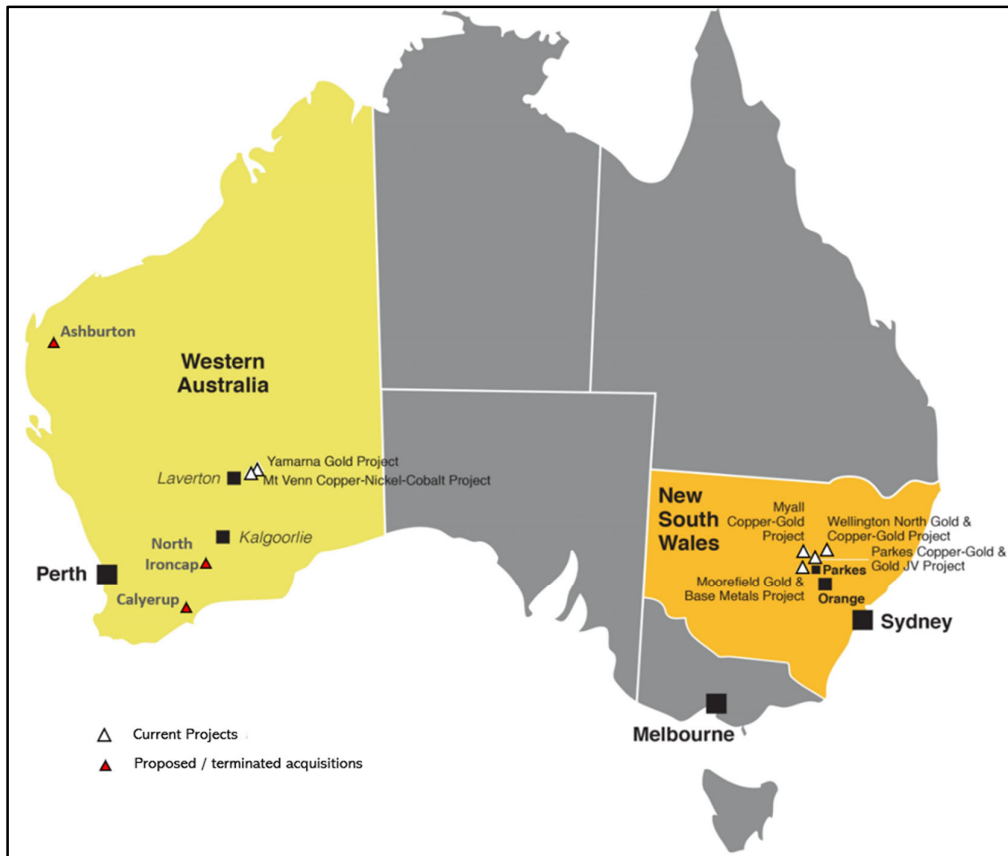 Ashburton
Western
Australia
Yamarna Gold Project
Laverton
Mt Venn Copper-Nickel-Cobalt Project
Kalgoorlie
North
Ironcap
Perth
Calyerup
New
South
Wales
Myall
Copper-Gold
Project
Wellington North Gold &
Copper-Gold Project
Parkes Copper-Gold &
Gold JV Project
Parkes
Moorefield Gold &
Base Metals Project
Orange
Sydney
Melbourne
Current Projects
Proposed / terminated acquisitions